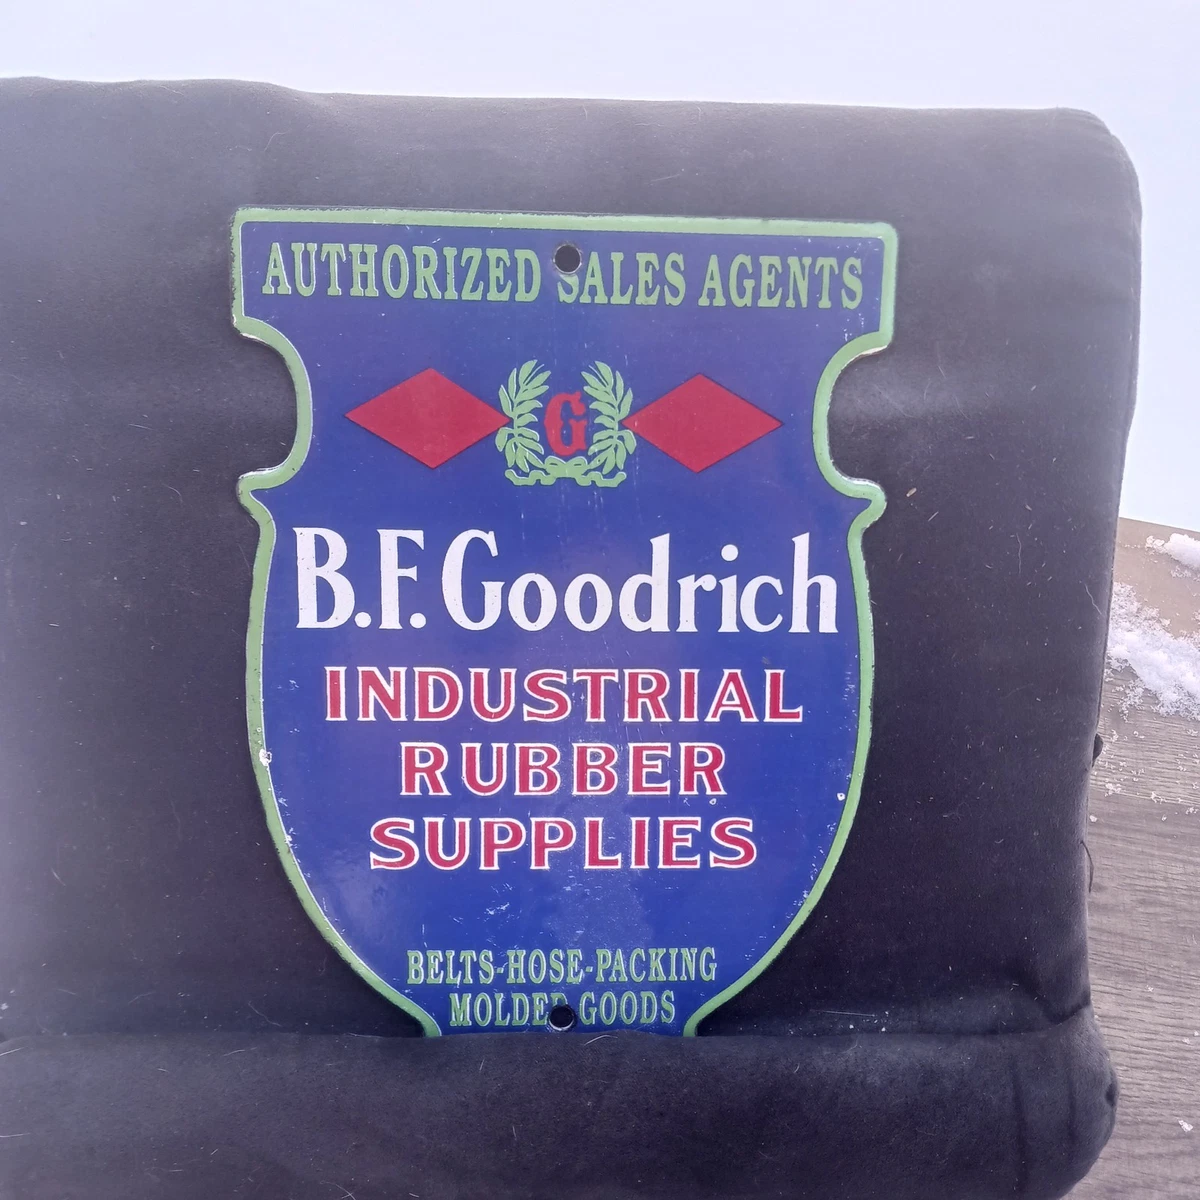 AUTHORIZED SALES AGENTS
G
B.F.Goodrich
INDUSTRIAL
RUBBER
SUPPLIES
BELTS-HOSE-PACKING
MOLDED GOODS